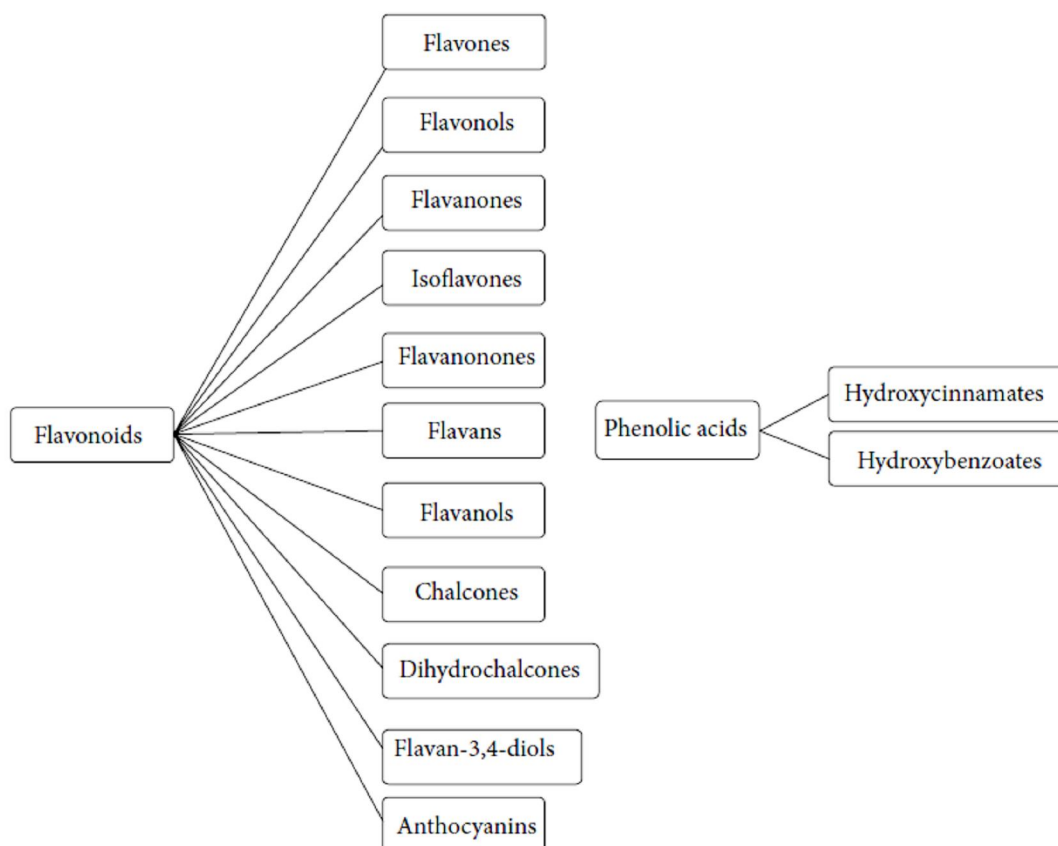 Flavonoids
Flavones
Flavonols
Flavanones
Isoflavones
Flavanonones
Flavans
Flavanols
Chalcones
Dihydrochalcones
Flavan-3,4-diols
Anthocyanins
Phenolic acids
Hydroxycinnamates
Hydroxybenzoates